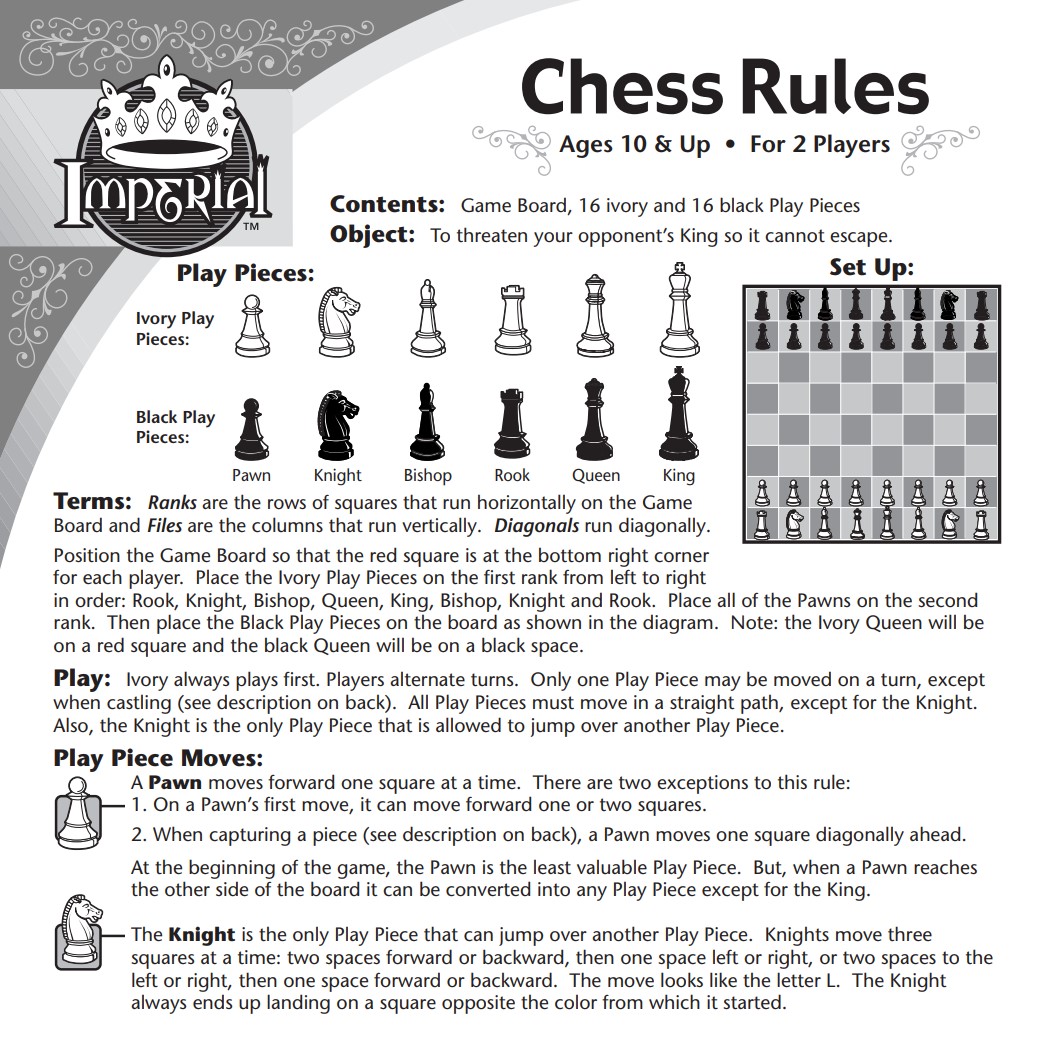 IMPERIAL
TM
Chess Rules
Ages 10 & Up • For 2 Players
Contents: Game Board, 16 ivory and 16 black Play Pieces
Object: To threaten your opponent's King so it cannot escape.
Play Pieces:
Set Up:
Ivory Play
Pieces:
Black Play
Pieces:
Pawn Knight Bishop Rook Queen King
Terms: Ranks are the rows of squares that run horizontally on the Game
Board and Files are the columns that run vertically. Diagonals run diagonally.
Position the Game Board so that the red square is at the bottom right corner
for each player. Place the Ivory Play Pieces on the first rank from left to right
in order: Rook, Knight, Bishop, Queen, King, Bishop, Knight and Rook. Place all of the Pawns on the second
rank. Then place the Black Play Pieces on the board as shown in the diagram. Note: the Ivory Queen will be
on a red square and the black Queen will be on a black space.
Play: Ivory always plays first. Players alternate turns. Only one Play Piece may be moved on a turn, except
when castling (see description on back). All Play Pieces must move in a straight path, except for the Knight.
Also, the Knight is the only Play Piece that is allowed to jump over another Play Piece.
Play Piece Moves:
A Pawn moves forward one square at a time. There are two exceptions to this rule:
1. On a Pawn's first move, it can move forward one or two squares.
2. When capturing a piece (see description on back), a Pawn moves one square diagonally ahead.
At the beginning of the game, the Pawn is the least valuable Play Piece. But, when a Pawn reaches
the other side of the board it can be converted into any Play Piece except for the King.
The Knight is the only Play Piece that can jump over another Play Piece. Knights move three
squares at a time: two spaces forward or backward, then one space left or right, or two spaces to the
left or right, then one space forward or backward. The move looks like the letter L. The Knight
always ends up landing on a square opposite the color from which it started.